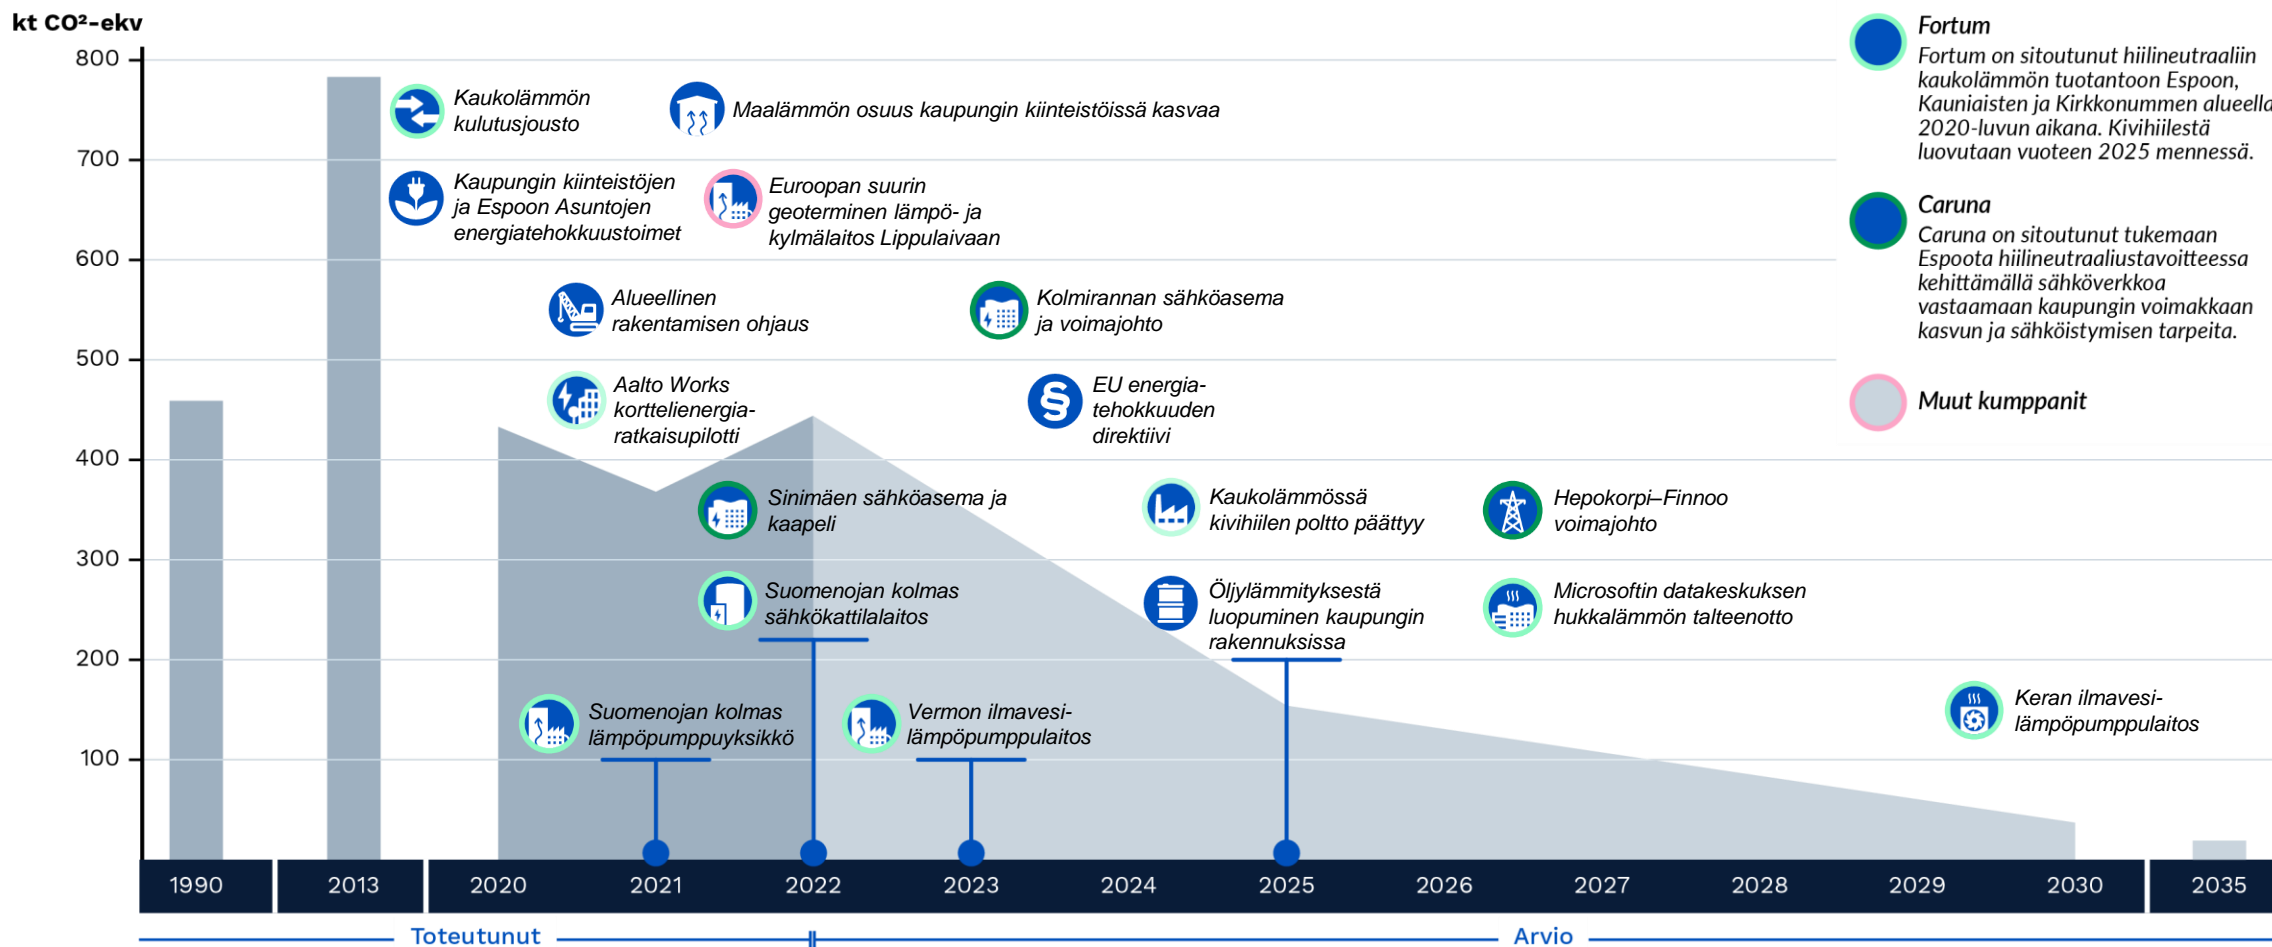 kt CO²-ekv
800
700
600
500
400
300
200
100
Kaukolämmön
kulutusjousto
Maalämmön osuus kaupungin kiinteistöissä kasvaa
Kaupungin kiinteistöjen
ja Espoon Asuntojen
energiatehokkuustoimet
Euroopan suurin
geoterminen lämpö- ja
kylmälaitos Lippulaivaan
Alueellinen
rakentamisen ohjaus
Kolmirannan sähköasema
ja voimajohto
Aalto Works
korttelienergia-
ratkaisupilotti
EU energia-
tehokkuuden
direktiivi
Sinimäen sähköasema ja
kaapeli
Kaukolämmössä
kivihiilen poltto päättyy
Hepokorpi–Finnoo
voimajohto
Suomenojan kolmas
sähkökattilalaitos
Öljylämmityksestä
luopuminen kaupungin
rakennuksissa
Microsoftin datakeskuksen
hukkalämmön talteenotto
Suomenojan kolmas
lämpöpumppuyksikkö
Vermon ilmavesi-
lämpöpumppulaitos
Keran ilmavesi-
lämpöpumppulaitos
Fortum
Fortum on sitoutunut hiilineutraaliin
kaukolämmön tuotantoon Espoon,
Kauniaisten ja Kirkkonummen alueella
2020-luvun aikana. Kivihiilestä
luovutaan vuoteen 2025 mennessä.
Caruna
Caruna on sitoutunut tukemaan
Espoota hiilineutraaliustavoitteessa
kehittämällä sähköverkkoa
vastaamaan kaupungin voimakkaan
kasvun ja sähköistymisen tarpeita.
Muut kumppanit
1990 2013 2020 2021 2022 2023 2024 2025 2026 2027 2028 2029 2030 2035
Toteutunut Arvio
§